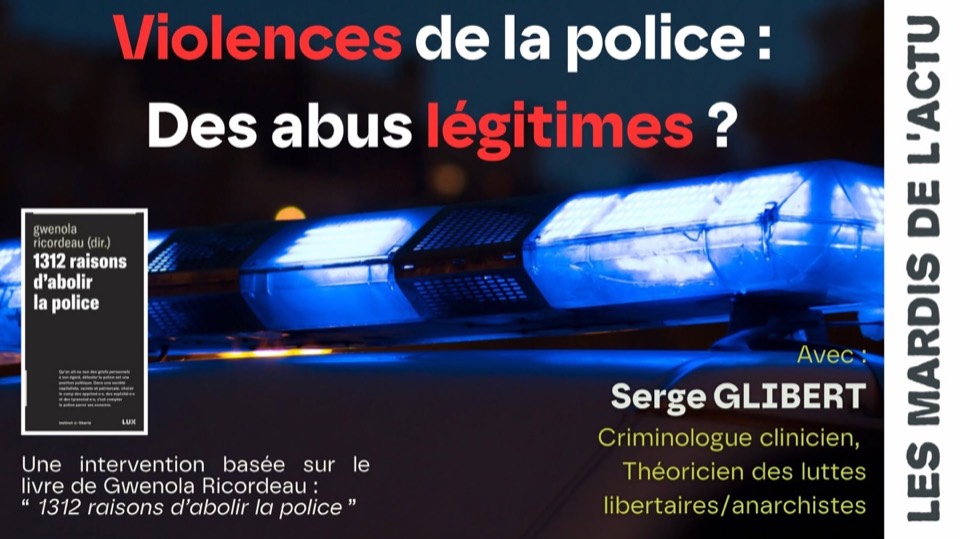 Violences de la police :
Des abus légitimes ?
LES MARDIS DE L'ACTU
gwenola
ricordeau (dir.)
1312 raisons
d'abolir
la police
LUX
Avec :
Serge GLIBERT
Criminologue clinicien,
Théoricien des luttes
libertaires/anarchistes
Une intervention basée sur le
livre de Gwenola Ricordeau :
“ 1312 raisons d’abolir la police ”